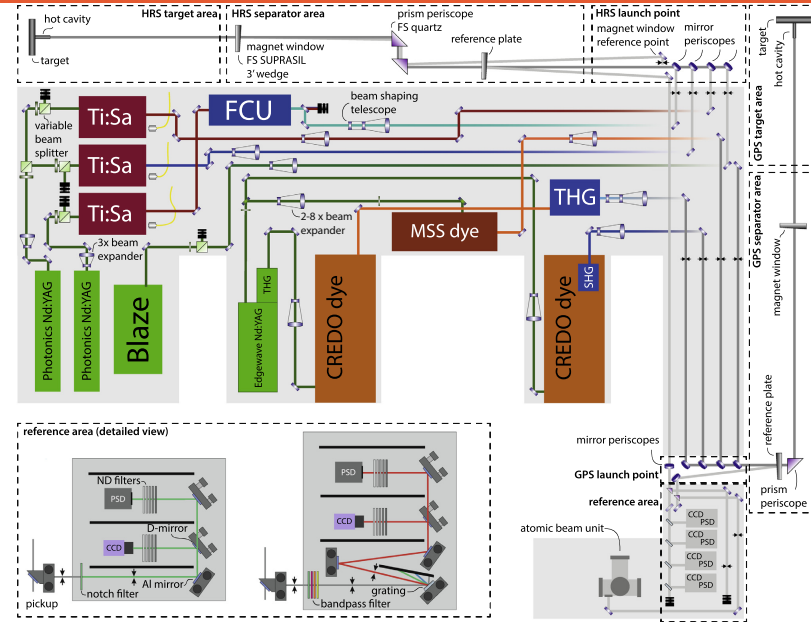 HRS target area
hot cavity
target
HRS separator area
magnet window
FS SUPRASIL
3'wedge
prism periscope
FS quartz
reference plate
HRS launch point
magnet window
reference point
mirror
periscopes
target
hot cavity
GPS target area
GPS separator area
magnet window
reference plate
prism
periscope
variable
beam
splitter
Ti:Sa
Ti:Sa
Ti:Sa
FCU
beam shaping
telescope
3x beam
expander
2-8 x beam
expander
MSS dye
THG
Photonics Nd:YAG
Photonics Nd:YAG
Blaze
THG
Edgewave Nd:YAG
CREDO dye
SHG
CREDO dye
mirror periscopes
GPS launch point
reference area
atomic beam unit
CCD
PSD
CCD
PSD
CCD
PSD
CCD
PSD
reference area (detailed view)
ND filters
PSD
D-mirror
CCD
Al mirror
notch filter
pickup
PSD
CCD
grating
bandpass filter